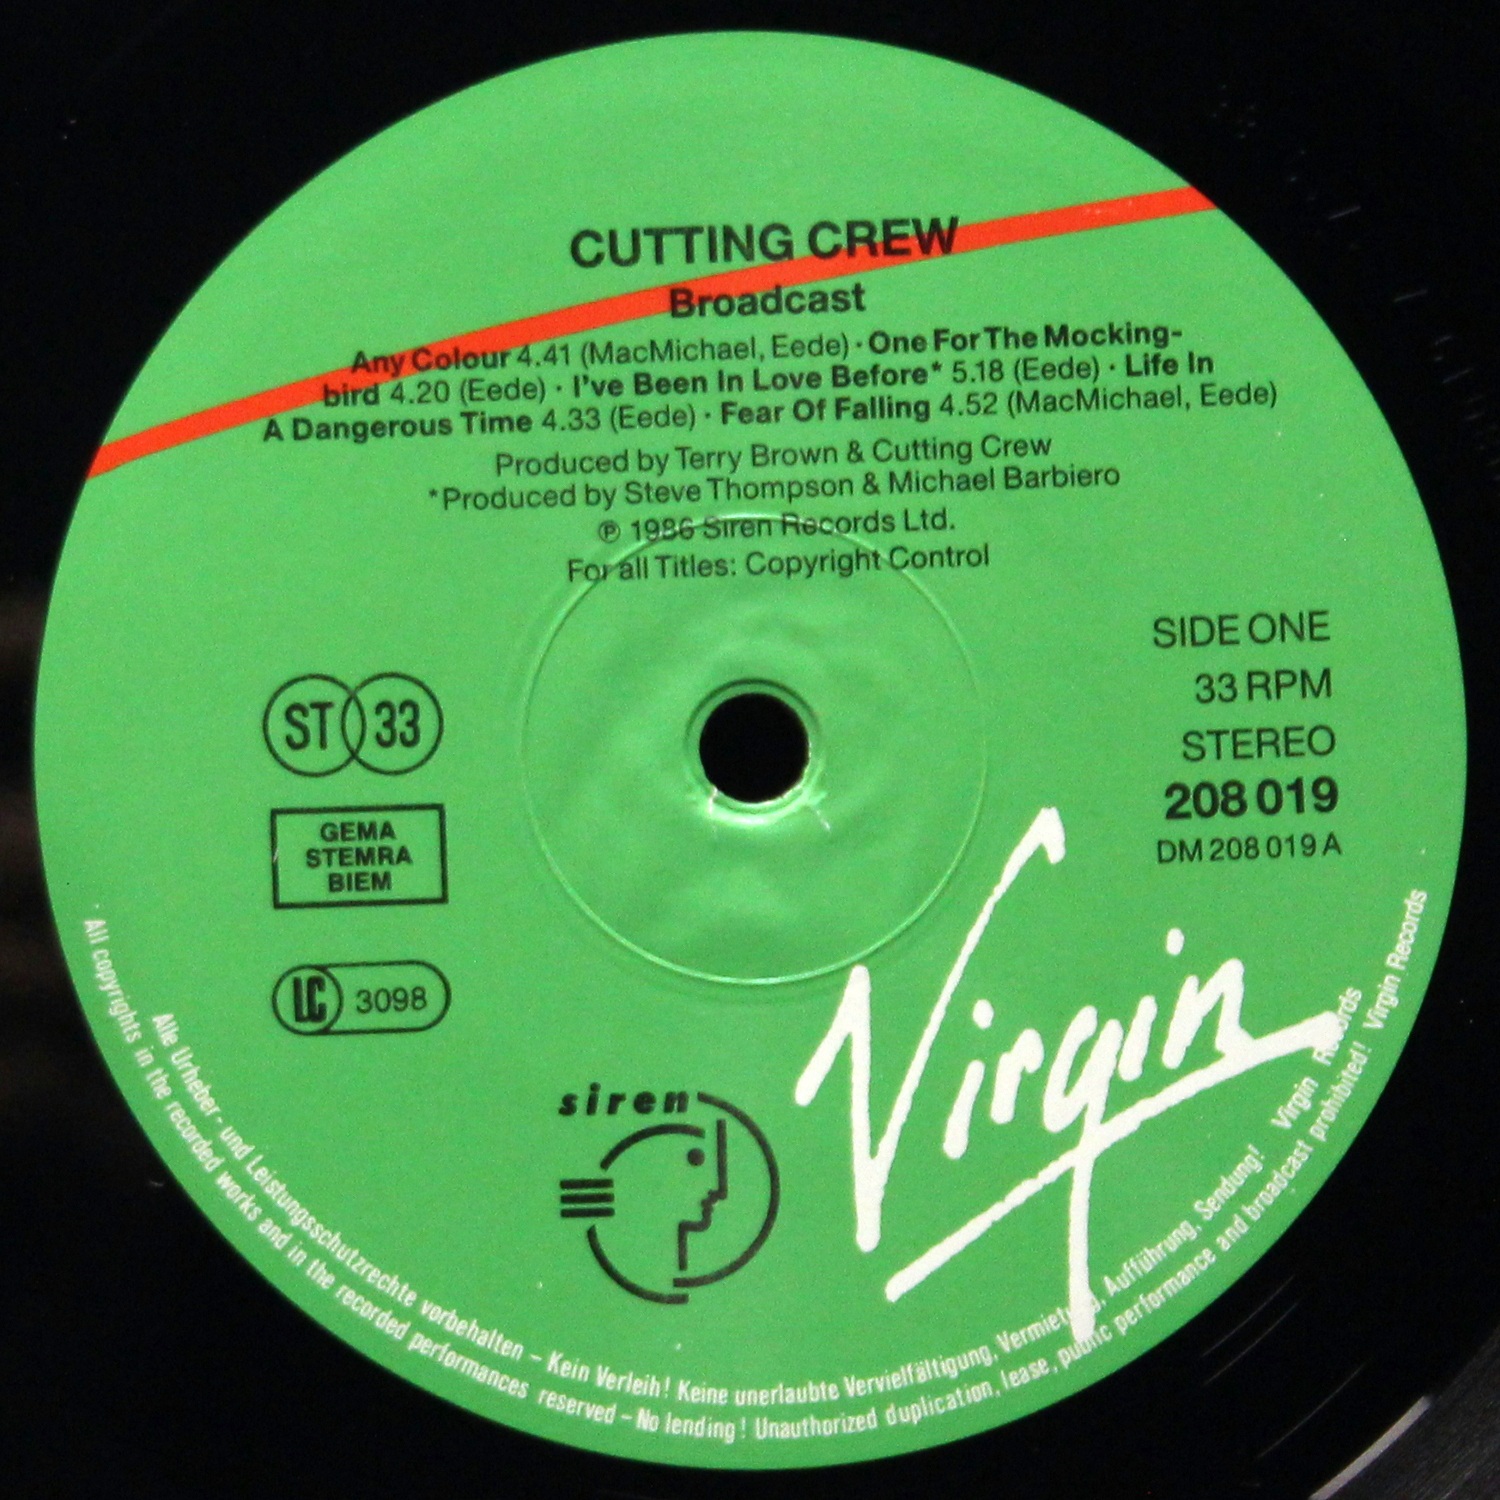 CUTTING CREW
Broadcast
Any Colour 4.41 (MacMichael, Eede) · One For The Mocking-
bird 4.20 (Eede) · I've Been In Love Before* 5.18 (Eede) · Life In
A Dangerous Time 4.33 (Eede) · Fear Of Falling 4.52 (MacMichael, Eede)
Produced by Terry Brown & Cutting Crew
*Produced by Steve Thompson & Michael Barbiero
℗ 1986 Siren Records Ltd.
For all Titles: Copyright Control
SIDE ONE
33 RPM
STEREO
208 019
DM 208 019 A
ST 33
GEMA
STEMRA
BIEM
LC 3098
siren
Virgin
Alle Urheber- und Leistungsschutzrechte vorbehalten – Kein Verleih! Keine unerlaubte Vervielfältigung, Vermietung, Aufführung, Sendung! Virgin Records
· All copyrights in the recorded works and in the recorded performances reserved – No lending! Unauthorized duplication, lease, public performance and broadcast prohibited! Virgin Records